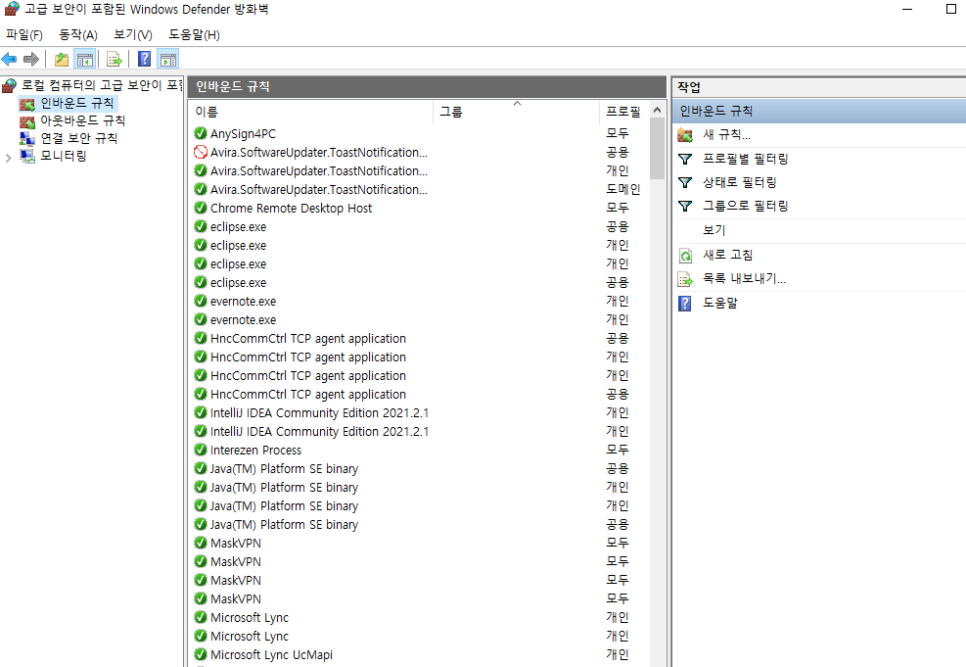 고급 보안이 포함된 Windows Defender 방화벽
파일(F) 동작(A) 보기(V) 도움말(H)
로컬 컴퓨터의 고급 보안이 포함
인바운드 규칙
아웃바운드 규칙
연결 보안 규칙
모니터링
인바운드 규칙
이름 그룹 프로필
AnySign4PC 모두
Avira.SoftwareUpdater.ToastNotification... 공용
Avira.SoftwareUpdater.ToastNotification... 개인
Avira.SoftwareUpdater.ToastNotification... 도메인
Chrome Remote Desktop Host 모두
eclipse.exe 공용
eclipse.exe 개인
eclipse.exe 개인
eclipse.exe 공용
evernote.exe 개인
evernote.exe 개인
HncCommCtrl TCP agent application 공용
HncCommCtrl TCP agent application 개인
HncCommCtrl TCP agent application 개인
HncCommCtrl TCP agent application 공용
IntelliJ IDEA Community Edition 2021.2.1 개인
IntelliJ IDEA Community Edition 2021.2.1 개인
Interezen Process 모두
Java(TM) Platform SE binary 공용
Java(TM) Platform SE binary 개인
Java(TM) Platform SE binary 개인
Java(TM) Platform SE binary 공용
MaskVPN 모두
MaskVPN 모두
MaskVPN 모두
MaskVPN 모두
Microsoft Lync 개인
Microsoft Lync 개인
Microsoft Lync UcMapi 개인
작업
인바운드 규칙
새 규칙...
프로필별 필터링
상태로 필터링
그룹으로 필터링
보기
새로 고침
목록 내보내기...
도움말